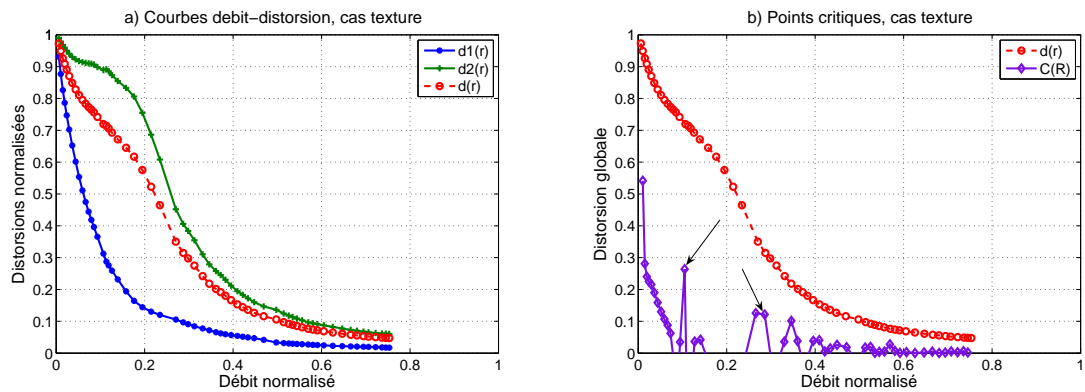 a) Courbes debit−distorsion, cas texture
Distorsions normalisées
1
0.9
0.8
0.7
0.6
0.5
0.4
0.3
0.2
0.1
0
0 0.2 0.4 0.6 0.8 1
Débit normalisé
d1(r)
d2(r)
d(r)
b) Points critiques, cas texture
Distorsion globale
1
0.9
0.8
0.7
0.6
0.5
0.4
0.3
0.2
0.1
0
0 0.2 0.4 0.6 0.8 1
Débit normalisé
d(r)
C(R)